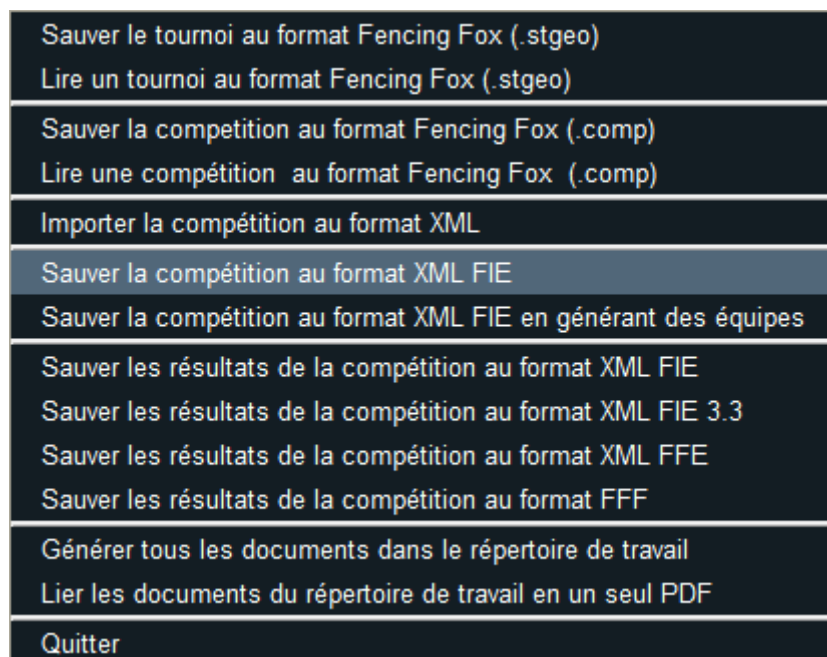 Sauver le tournoi au format Fencing Fox (.stgeo)
Lire un tournoi au format Fencing Fox (.stgeo)
Sauver la competition au format Fencing Fox (.comp)
Lire une compétition  au format Fencing Fox  (.comp)
Importer la compétition au format XML
Sauver la compétition au format XML FIE
Sauver la compétition au format XML FIE en générant des équipes
Sauver les résultats de la compétition au format XML FIE
Sauver les résultats de la compétition au format XML FIE 3.3
Sauver les résultats de la compétition au format XML FFE
Sauver les résultats de la compétition au format FFF
Générer tous les documents dans le répertoire de travail
Lier les documents du répertoire de travail en un seul PDF
Quitter